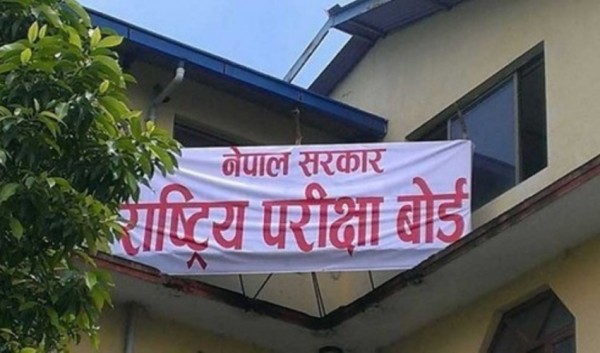 नेपाल सरकार
राष्ट्रिय परीक्षा बोर्ड